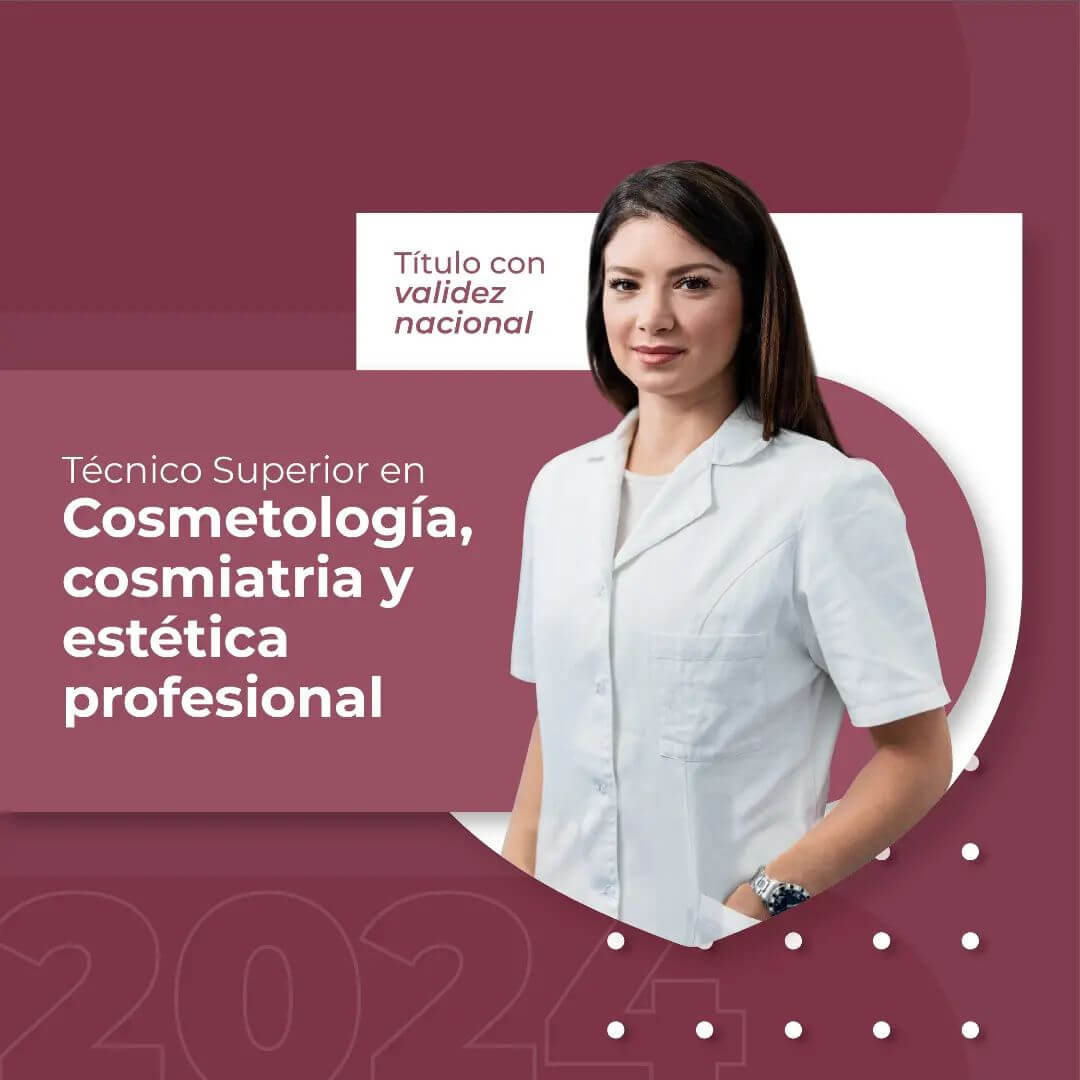 Título con
validez
nacional
Técnico Superior en
Cosmetología,
cosmiatria y
estética
profesional
2024